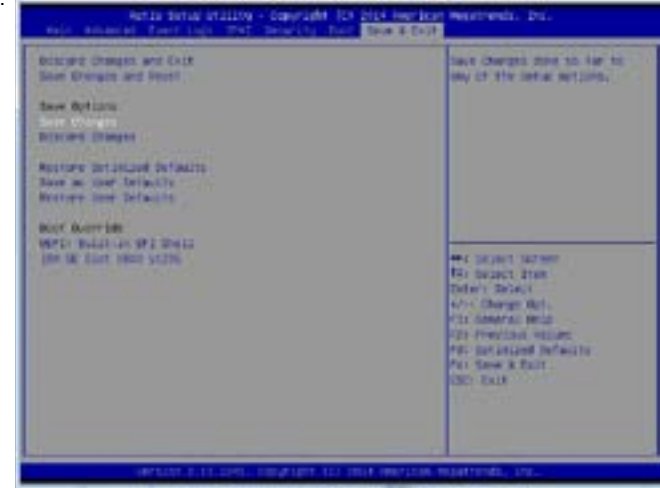 Aptio Setup Utility - Copyright (C) 2014 American Megatrends, Inc.
Main Advanced Event Logs IPMI Security Boot Save & Exit
Discard Changes and Exit
Save Changes and Reset
Save Options
Save Changes
Discard Changes
Restore Optimized Defaults
Save as User Defaults
Restore User Defaults
Boot Override
UEFI: Built-in EFI Shell
IBA GE Slot
Save Changes done so far to
any of the setup options.
Select Screen
Select Item
Enter: Select
+/-: Change Opt.
F1: General Help
F2: Previous Values
Optimized Defaults
Save & Exit
ESC: Exit
Version Copyright (C) 2014 American Megatrends, Inc.